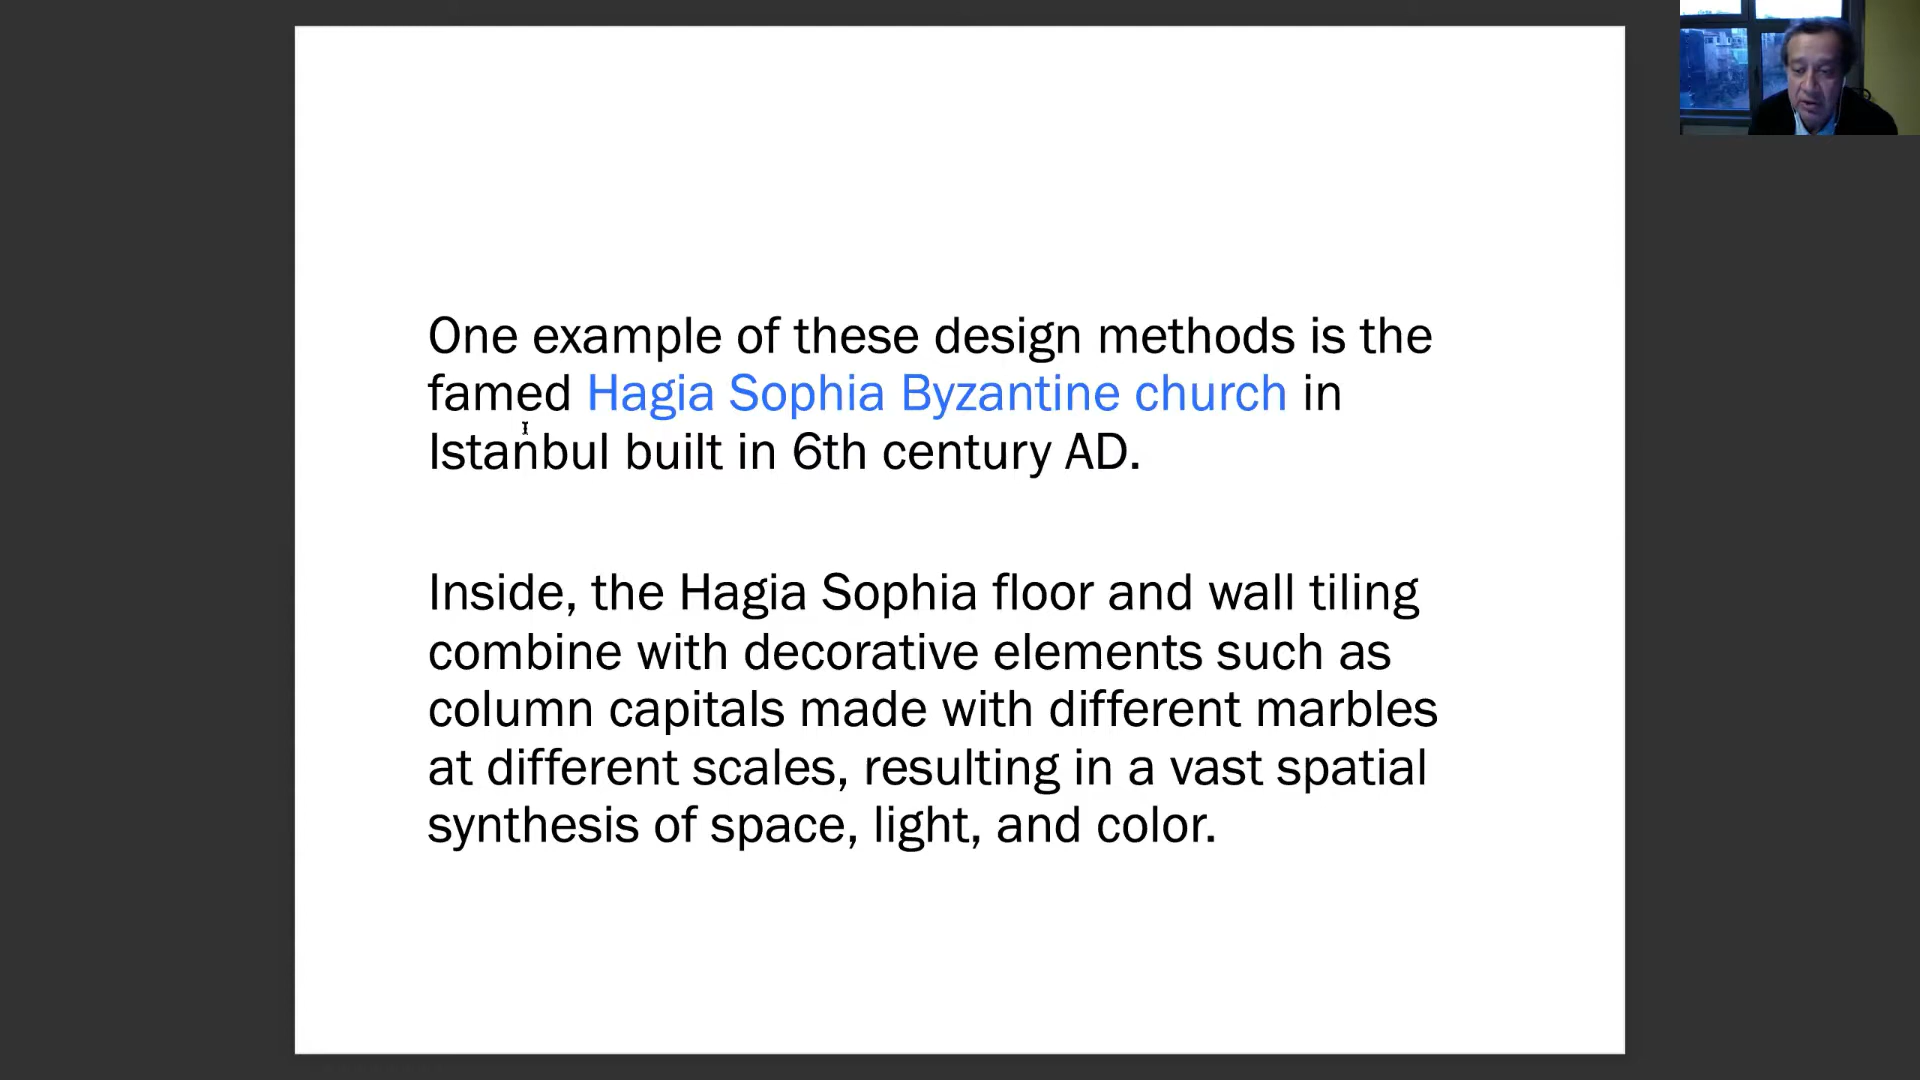 One example of these design methods is the
famed Hagia Sophia Byzantine church in
Istanbul built in 6th century AD.
Inside, the Hagia Sophia floor and wall tiling
combine with decorative elements such as
column capitals made with different marbles
at different scales, resulting in a vast spatial
synthesis of space, light, and color.